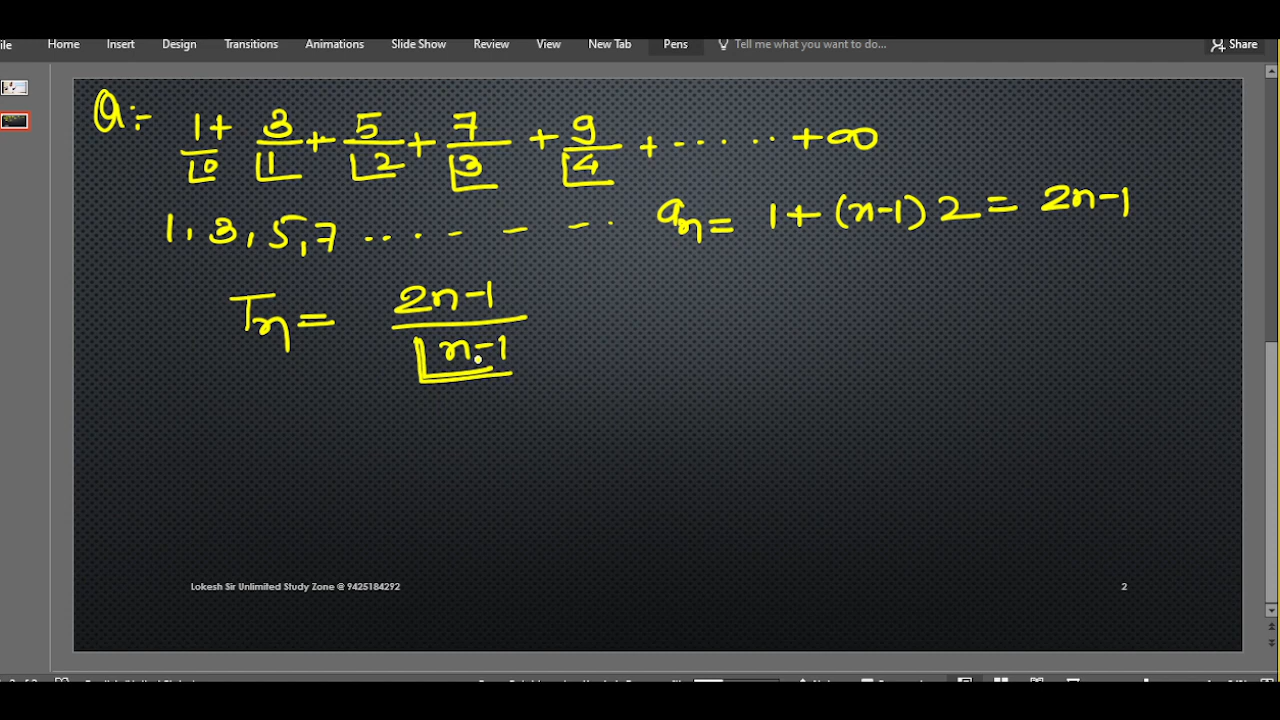 File Home Insert Design Transitions Animations Slide Show Review View New Tab Pens Tell me what you want to do... Share
Q:- 1/|0 + 3/|1 + 5/|2 + 7/|3 + 9/|4 + ..... + ∞
1, 3, 5, 7 ........ aₙ = 1 + (n-1) 2 = 2n-1
Tₙ = 2n-1/|n-1
Lokesh Sir Unlimited Study Zone @ 9425184292 2